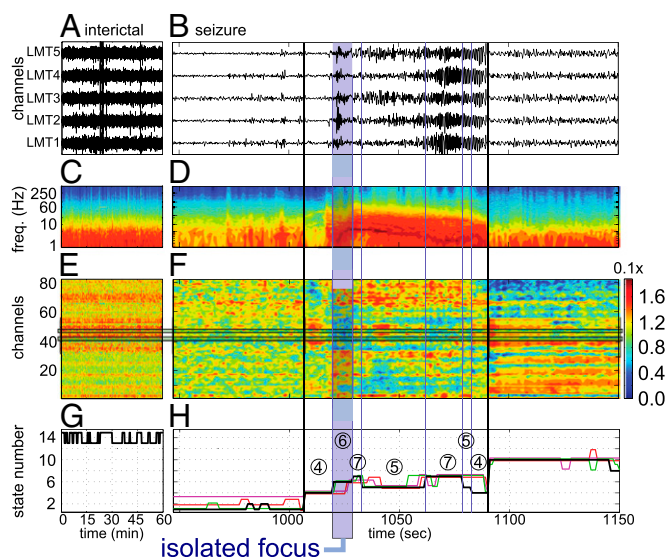 A interictal
B seizure
channels
LMT5
LMT4
LMT3
LMT2
LMT1
C
D
freq. (Hz)
250
60
10
1
E
F
channels
80
60
40
20
0.1x
1.6
1.2
0.8
0.4
0.0
G
H
state number
14
10
6
2
④
⑥
⑦
⑤
⑦
⑤
④
0 15 30 45 60
time (min)
1000 1050 1100 1150
time (sec)
isolated focus